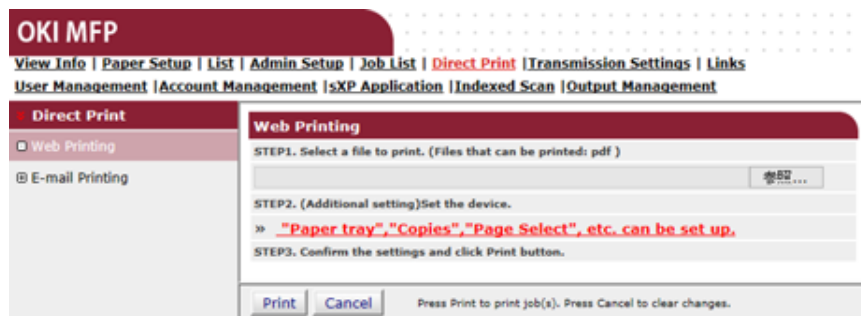 OKI MFP
View Info | Paper Setup | List | Admin Setup | Job List | Direct Print |Transmission Settings | Links
User Management |Account Management |sXP Application |Indexed Scan |Output Management
Direct Print
Web Printing
Web Printing
STEP1. Select a file to print. (Files that can be printed: pdf )
E-mail Printing
参照...
STEP2. (Additional setting)Set the device.
» "Paper tray","Copies","Page Select", etc. can be set up.
STEP3. Confirm the settings and click Print button.
Print Cancel Press Print to print job(s). Press Cancel to clear changes.